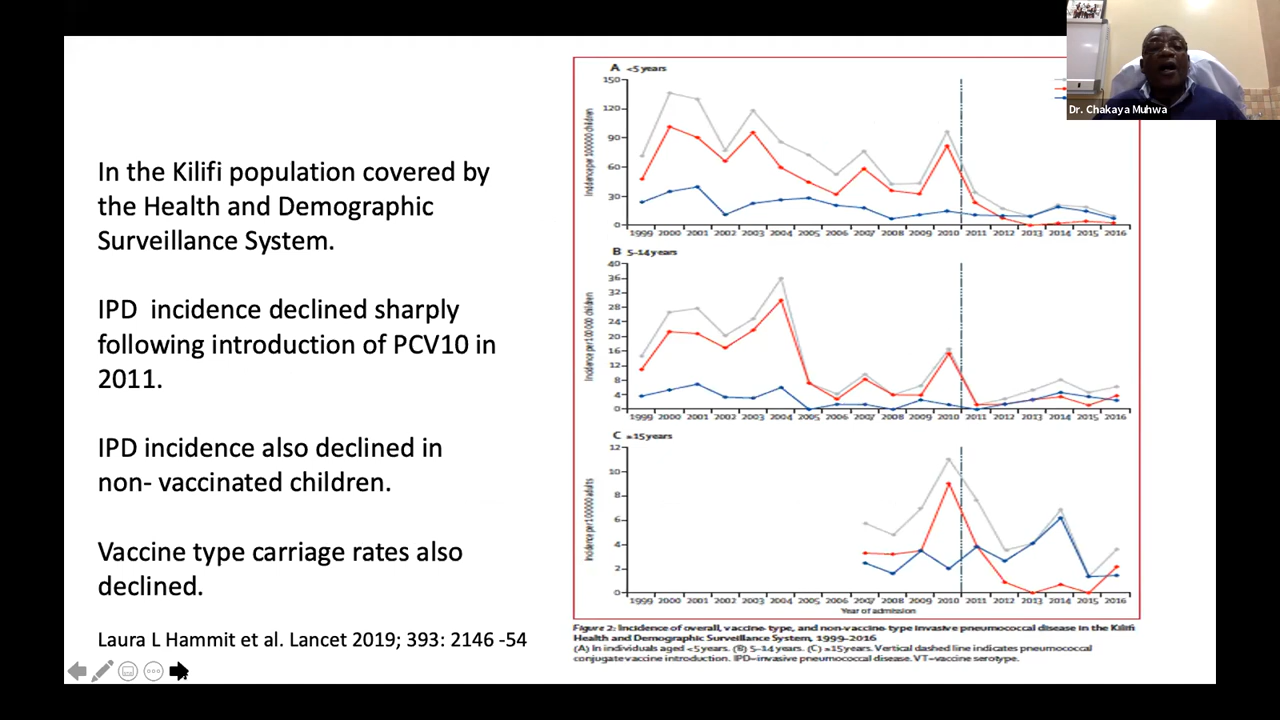 In the Kilifi population covered by
the Health and Demographic
Surveillance System.
IPD  incidence declined sharply
following introduction of PCV10 in
2011.
IPD incidence also declined in
non- vaccinated children.
Vaccine type carriage rates also
declined.
Laura L Hammit et al. Lancet 2019; 393: 2146 -54
Dr. Chakaya Muhwa
A <5 years
Incidence per 100000 children
150
120
90
60
30
0
1999 2000 2001 2002 2003 2004 2005 2006 2007 2008 2009 2010 2011 2012 2013 2014 2015 2016
B 5-14 years
Incidence per 100000 children
40
36
32
28
24
20
16
12
8
4
0
1999 2000 2001 2002 2003 2004 2005 2006 2007 2008 2009 2010 2011 2012 2013 2014 2015 2016
C ≥15 years
Incidence per 100000 adults
12
10
8
6
4
2
0
1999 2000 2001 2002 2003 2004 2005 2006 2007 2008 2009 2010 2011 2012 2013 2014 2015 2016
Year of admission
Figure 2: Incidence of overall, vaccine-type, and non-vaccine-type invasive pneumococcal disease in the Kilifi
Health and Demographic Surveillance System, 1999–2016
(A) In individuals aged <5 years. (B) 5–14 years. (C) ≥15 years. Vertical dashed line indicates pneumococcal
conjugate vaccine introduction. IPD=invasive pneumococcal disease. VT=vaccine serotype.